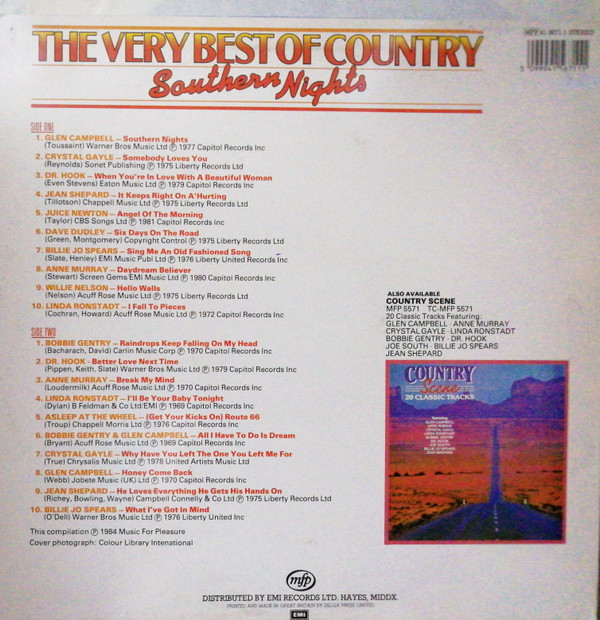 THE VERY BEST OF COUNTRY
Southern Nights
MFP 41 5671 1 STEREO
SIDE ONE
1. GLEN CAMPBELL – Southern Nights
(Toussaint) Warner Bros Music Ltd ℗ 1977 Capitol Records Inc
2. CRYSTAL GAYLE – Somebody Loves You
(Reynolds) Sonet Publishing ℗ 1975 Liberty Records Ltd
3. DR. HOOK – When You're In Love With A Beautiful Woman
(Even Stevens) Eaton Music Ltd ℗ 1979 Capitol Records Inc
4. JEAN SHEPARD – It Keeps Right On A'Hurting
(Tillotson) Chappell Music Ltd ℗ 1975 Liberty Records Ltd
5. JUICE NEWTON – Angel Of The Morning
(Taylor) CBS Songs Ltd ℗ 1981 Capitol Records Inc
6. DAVE DUDLEY – Six Days On The Road
(Green, Montgomery) Copyright Control ℗ 1975 Liberty Records Ltd
7. BILLIE JO SPEARS – Sing Me An Old Fashioned Song
(Slate, Henley) EMI Music Publ Ltd ℗ 1976 Liberty United Records Inc
8. ANNE MURRAY – Daydream Believer
(Stewart) Screen Gems/EMI Music Ltd ℗ 1980 Capitol Records Inc
9. WILLIE NELSON – Hello Walls
(Nelson) Acuff Rose Music Ltd ℗ 1975 Liberty Records Ltd
10. LINDA RONSTADT – I Fall To Pieces
(Cochran, Howard) Acuff Rose Music Ltd ℗ 1972 Capitol Records Inc
SIDE TWO
1. BOBBIE GENTRY – Raindrops Keep Falling On My Head
(Bacharach, David) Carlin Music Corp ℗ 1970 Capitol Records Inc
2. DR. HOOK - Better Love Next Time
(Pippen, Keith, Slate) Warner Bros Music Ltd ℗ 1979 Capitol Records Inc
3. ANNE MURRAY – Break My Mind
(Loudermilk) Acuff Rose Music Ltd ℗ 1970 Capitol Records Inc
4. LINDA RONSTADT – I'll Be Your Baby Tonight
(Dylan) B Feldman & Co Ltd/EMI ℗ 1969 Capitol Records Inc
5. ASLEEP AT THE WHEEL – (Get Your Kicks On) Route 66
(Troup) Chappell Morris Ltd ℗ 1976 Capitol Records Inc
6. BOBBIE GENTRY & GLEN CAMPBELL – All I Have To Do Is Dream
(Bryant) Acuff Rose Music Ltd ℗ 1969 Capitol Records Inc
7. CRYSTAL GAYLE – Why Have You Left The One You Left Me For
(True) Chrysalis Music Ltd ℗ 1978 United Artists Music Ltd
8. GLEN CAMPBELL – Honey Come Back
(Webb) Jobete Music (UK) Ltd ℗ 1970 Capitol Records Inc
9. JEAN SHEPARD – He Loves Everything He Gets His Hands On
(Richey, Bowling, Wayne) Campbell Connelly & Co Ltd ℗ 1975 Liberty Records Ltd
10. BILLIE JO SPEARS – What I've Got In Mind
(O'Dell) Warner Bros Music Ltd ℗ 1976 Liberty United Inc
This compilation ℗ 1984 Music For Pleasure
Cover photograph: Colour Library Intenational
ALSO AVAILABLE
COUNTRY SCENE
MFP 5571 TC-MFP 5571
20 Classic Tracks Featuring:
GLEN CAMPBELL · ANNE MURRAY
CRYSTAL GAYLE · LINDA RONSTADT
BOBBIE GENTRY · DR. HOOK
JOE SOUTH · BILLIE JO SPEARS
JEAN SHEPARD
COUNTRY
Scene
20 CLASSIC TRACKS
mfp
DISTRIBUTED BY EMI RECORDS LTD. HAYES, MIDDX.
PRINTED AND MADE IN GREAT BRITAIN BY DELGA PRESS LIMITED
EMI